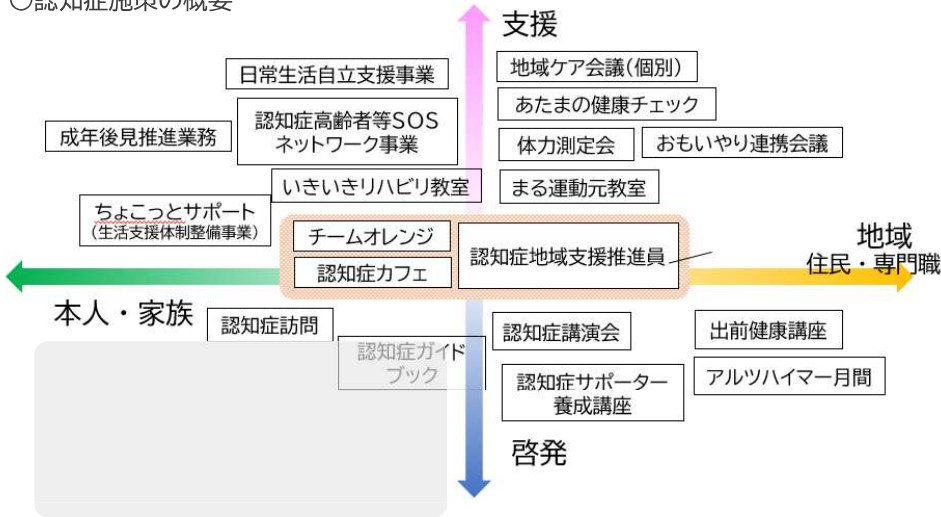 ○認知症施策の概要
支援
日常生活自立支援事業
地域ケア会議(個別)
あたまの健康チェック
成年後見推進業務
認知症高齢者等SOS
ネットワーク事業
体力測定会
おもいやり連携会議
いきいきリハビリ教室
まる運動元教室
ちょこっとサポート
(生活支援体制整備事業)
チームオレンジ
認知症地域支援推進員
認知症カフェ
地域
住民・専門職
本人・家族
認知症訪問
認知症講演会
出前健康講座
認知症ガイド
ブック
認知症サポーター
養成講座
アルツハイマー月間
啓発